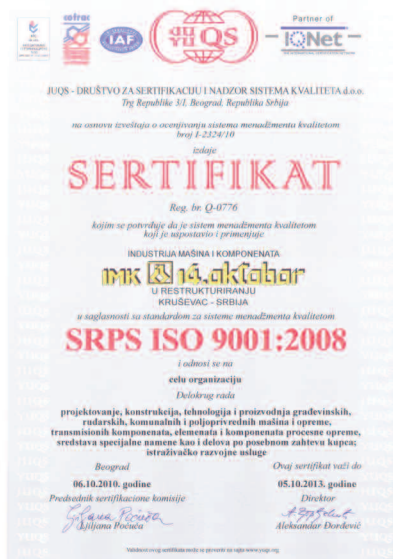 cofrac
IAF
JUQS
YUQS
Partner of
IQNet
JUQS - DRUŠTVO ZA SERTIFIKACIJU I NADZOR SISTEMA KVALITETA d.o.o.
Trg Republike 3/I, Beograd, Republika Srbija
na osnovu izveštaja o ocenjivanju sistema menadžmenta kvalitetom
broj I-2324/10
izdaje
SERTIFIKAT
Reg. br. Q-0776
kojim se potvrđuje da je sistem menadžmenta kvalitetom
koji je uspostavio i primenjuje
INDUSTRIJA MAŠINA I KOMPONENATA
IMK 14.oktobar
U RESTRUKTURIRANJU
KRUŠEVAC - SRBIJA
u saglasnosti sa standardom za sisteme menadžmenta kvalitetom
SRPS ISO 9001:2008
i odnosi se na
celu organizaciju
Delokrug rada
projektovanje, konstrukcija, tehnologija i proizvodnja građevinskih,
rudarskih, komunalnih i poljoprivrednih mašina i opreme,
transmisionih komponenata, elemenata i komponenata procesne opreme,
sredstava specijalne namene kao i delova po posebnom zahtevu kupca;
istraživačko razvojne usluge
Beograd
Ovaj sertifikat važi do
06.10.2010. godine
05.10.2013. godine
Predsednik sertifikacione komisije
Direktor
Ljiljana Počuča
Aleksandar Đorđević